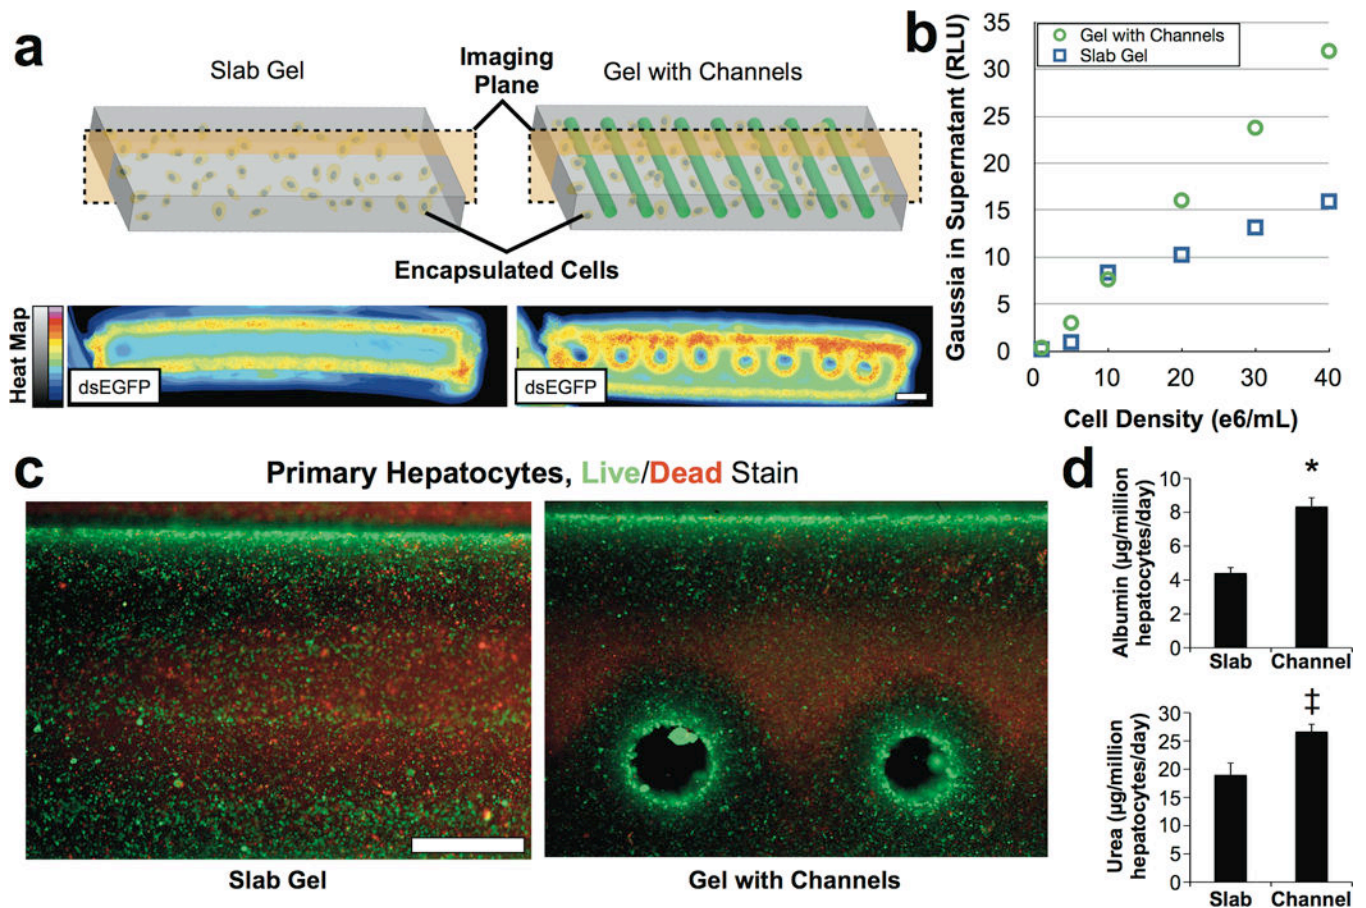 a
Slab Gel
Imaging
Plane
Gel with Channels
Encapsulated Cells
Heat Map
dsEGFP
dsEGFP
b
Gaussia in Supernatant (RLU)
35
30
25
20
15
10
5
0
Gel with Channels
Slab Gel
0
10
20
30
40
Cell Density (e6/mL)
c
Primary Hepatocytes, Live/Dead Stain
Slab Gel
Gel with Channels
d
Albumin (µg/million
hepatocytes/day)
10
8
6
4
2
0
*
Slab
Channel
Urea (µg/million
hepatocytes/day)
30
25
20
15
10
5
0
‡
Slab
Channel